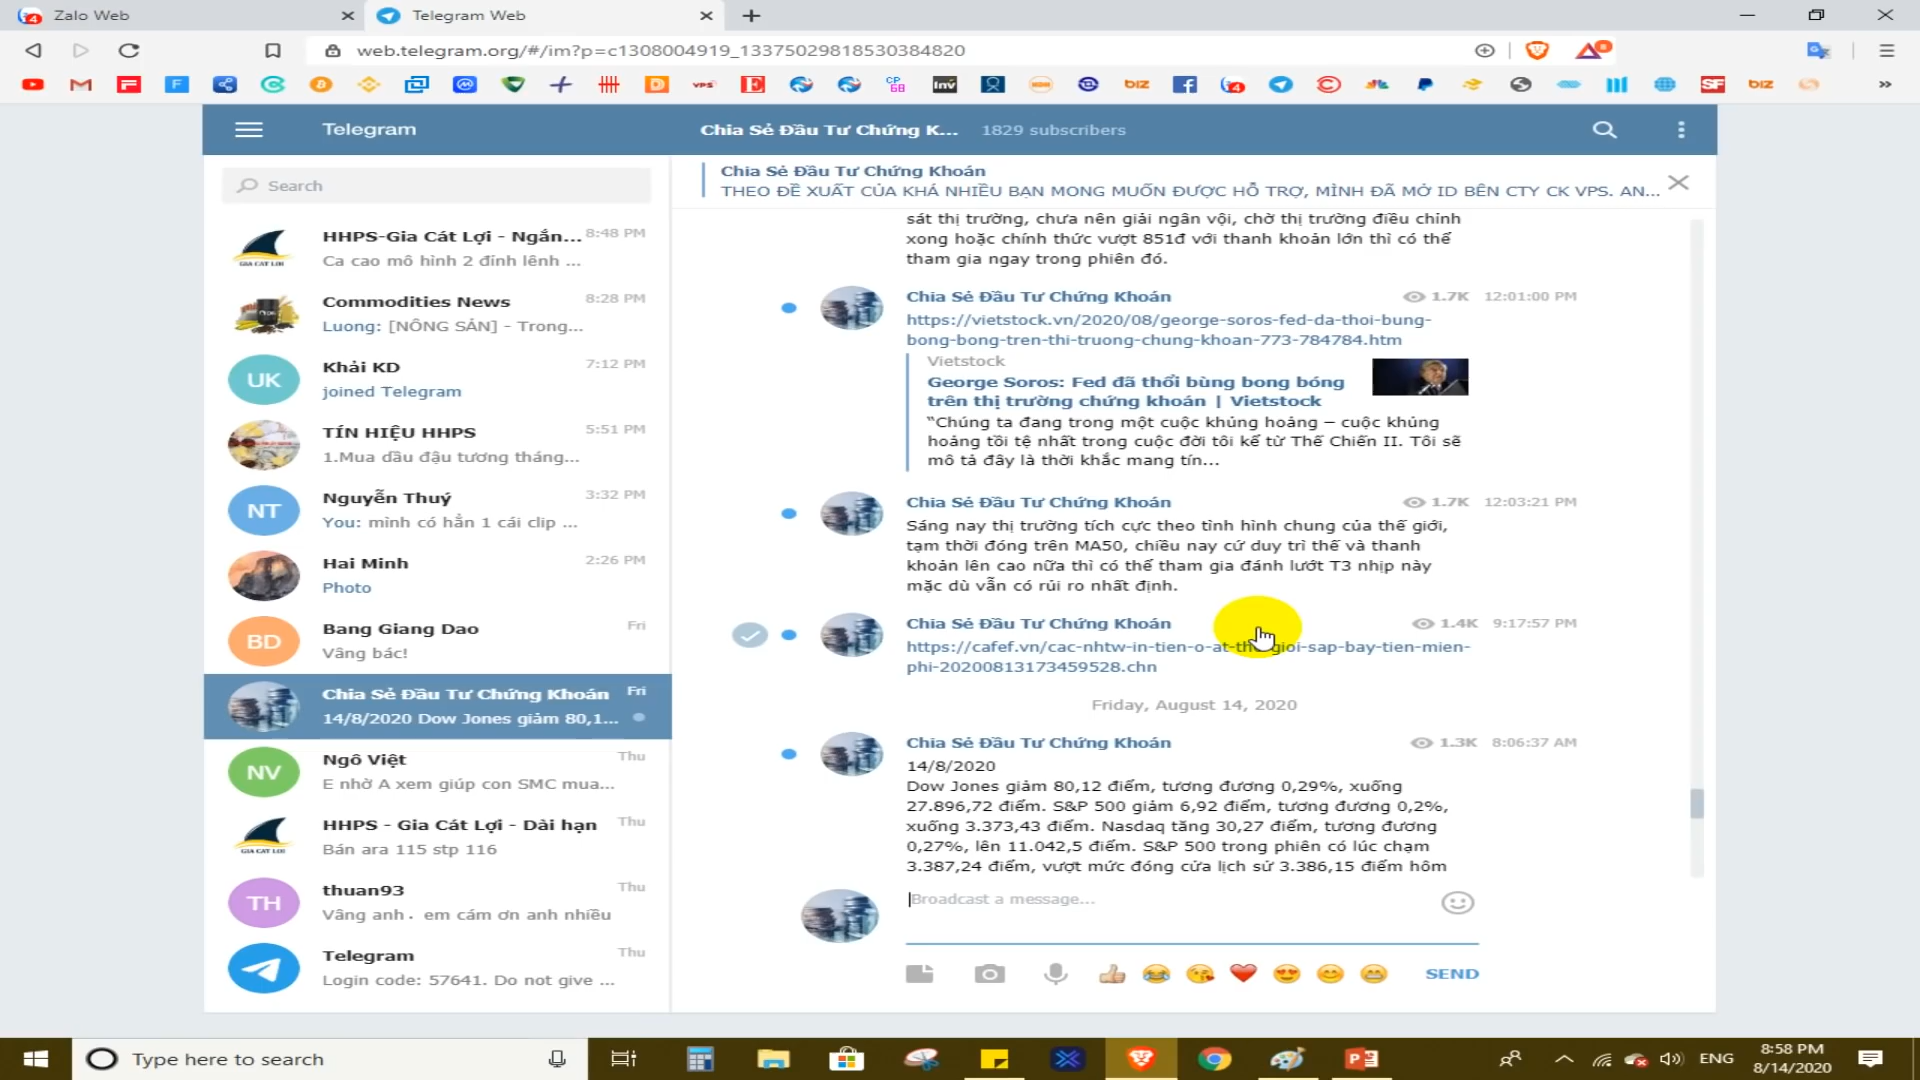 Zalo Web
Telegram Web
web.telegram.org/#/im?p=c1308004919_13375029818530384820
Telegram
Chia Sẻ Đầu Tư Chứng K... 1829 subscribers
Search
Chia Sẻ Đầu Tư Chứng Khoán
THEO ĐỀ XUẤT CỦA KHÁ NHIỀU BẠN MONG MUỐN ĐƯỢC HỖ TRỢ, MÌNH ĐÃ MỞ ID BÊN CTY CK VPS. AN...
HHPS-Gia Cát Lợi - Ngắn... 8:48 PM
Ca cao mô hình 2 đỉnh lênh ...
Commodities News 8:28 PM
Luong: [NÔNG SẢN] - Trong...
UK
Khải KD 7:12 PM
joined Telegram
TÍN HIỆU HHPS 5:51 PM
1.Mua dầu đậu tương tháng...
NT
Nguyễn Thuý 3:32 PM
You: mình có hẳn 1 cái clip ...
Hai Minh 2:26 PM
Photo
BD
Bang Giang Dao Fri
Vâng bác!
Chia Sẻ Đầu Tư Chứng Khoán Fri
14/8/2020 Dow Jones giảm 80,1...
NV
Ngô Việt Thu
E nhờ A xem giúp con SMC mua...
HHPS - Gia Cát Lợi - Dài hạn Thu
Bán ara 115 stp 116
TH
thuan93 Thu
Vâng anh. em cám ơn anh nhiều
Telegram Thu
Login code: 57641. Do not give ...
sát thị trường, chưa nên giải ngân vội, chờ thị trường điều chỉnh
xong hoặc chính thức vượt 851đ với thanh khoản lớn thì có thể
tham gia ngay trong phiên đó.
Chia Sẻ Đầu Tư Chứng Khoán 1.7K 12:01:00 PM
https://vietstock.vn/2020/08/george-soros-fed-da-thoi-bung-
bong-bong-tren-thi-truong-chung-khoan-773-784784.htm
Vietstock
George Soros: Fed đã thổi bùng bong bóng
trên thị trường chứng khoán | Vietstock
“Chúng ta đang trong một cuộc khủng hoảng – cuộc khủng
hoảng tồi tệ nhất trong cuộc đời tôi kể từ Thế Chiến II. Tôi sẽ
mô tả đây là thời khắc mang tín...
Chia Sẻ Đầu Tư Chứng Khoán 1.7K 12:03:21 PM
Sáng nay thị trường tích cực theo tình hình chung của thế giới,
tạm thời đóng trên MA50, chiều nay cứ duy trì thế và thanh
khoản lên cao nữa thì có thể tham gia đánh lướt T3 nhịp này
mặc dù vẫn có rủi ro nhất định.
Chia Sẻ Đầu Tư Chứng Khoán 1.4K 9:17:57 PM
https://cafef.vn/cac-nhtw-in-tien-o-at-the-gioi-sap-bay-tien-mien-
phi-20200813173459528.chn
Friday, August 14, 2020
Chia Sẻ Đầu Tư Chứng Khoán 1.3K 8:06:37 AM
14/8/2020
Dow Jones giảm 80,12 điểm, tương đương 0,29%, xuống
27.896,72 điểm. S&P 500 giảm 6,92 điểm, tương đương 0,2%,
xuống 3.373,43 điểm. Nasdaq tăng 30,27 điểm, tương đương
0,27%, lên 11.042,5 điểm. S&P 500 trong phiên có lúc chạm
3.387,24 điểm, vượt mức đóng cửa lịch sử 3.386,15 điểm hôm
Broadcast a message...
SEND
Type here to search
ENG
8:58 PM
8/14/2020